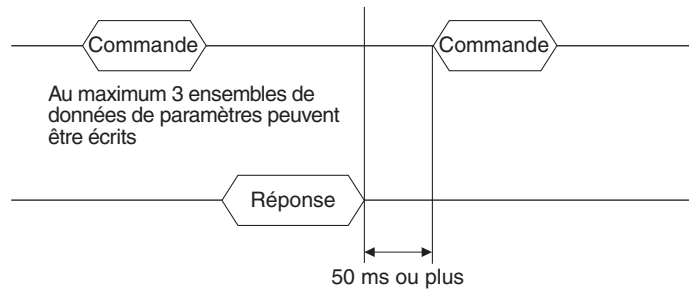 Commande
Commande
Au maximum 3 ensembles de
données de paramètres peuvent
être écrits
Réponse
50 ms ou plus